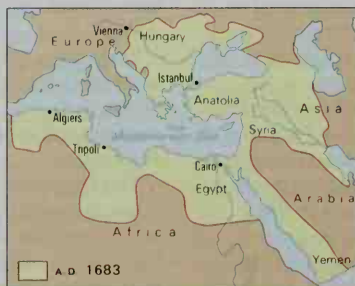 Vienna
Europe
Hungary
Istanbul
Anatolia
Asia
Algiers
Syria
Tripoli
Cairo
Egypt
Arabia
Africa
Yemen
A.D. 1683